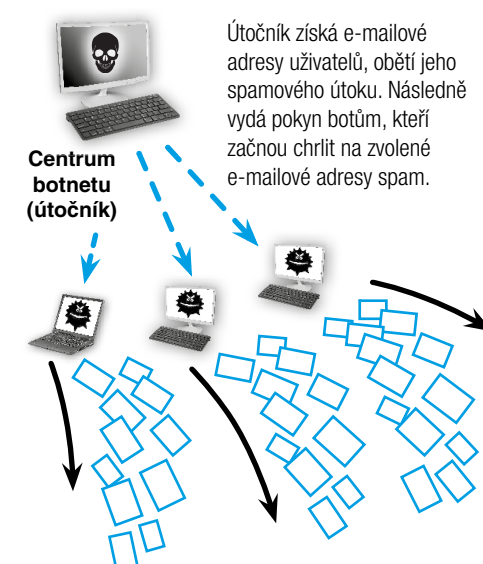 Útočník získá e-mailové
adresy uživatelů, obětí jeho
spamového útoku. Následně
vydá pokyn botům, kteří
začnou chrlit na zvolené
e-mailové adresy spam.
Centrum
botnetu
(útočník)